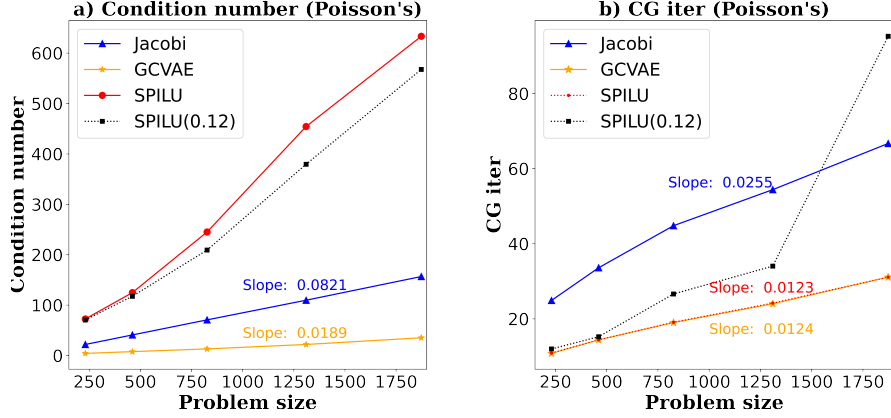 a) Condition number (Poisson's)
Jacobi
GCVAE
SPILU
SPILU(0.12)
Slope: 0.0821
Slope: 0.0189
Condition number
600
500
400
300
200
100
0
250
500
750
1000
1250
1500
1750
Problem size
b) CG iter (Poisson's)
Jacobi
GCVAE
SPILU
SPILU(0.12)
Slope: 0.0255
Slope: 0.0123
Slope: 0.0124
CG iter
80
60
40
20
250
500
750
1000
1250
1500
1750
Problem size